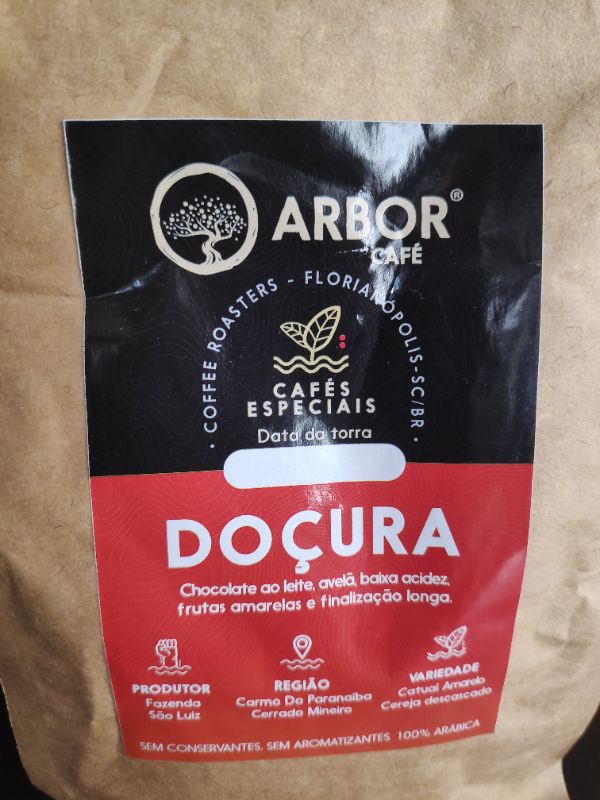 ARBOR®
CAFÉ
· COFFEE ROASTERS - FLORIANÓPOLIS-SC/BR ·
CAFÉS
ESPECIAIS
Data da torra
DOÇURA
Chocolate ao leite, avelã, baixa acidez,
frutas amarelas e finalização longa.
PRODUTOR
Fazenda
São Luiz
REGIÃO
Carmo Do Paranaíba
Cerrado Mineiro
VARIEDADE
Catuaí Amarelo
Cereja descascado
SEM CONSERVANTES. SEM AROMATIZANTES. 100% ARÁBICA